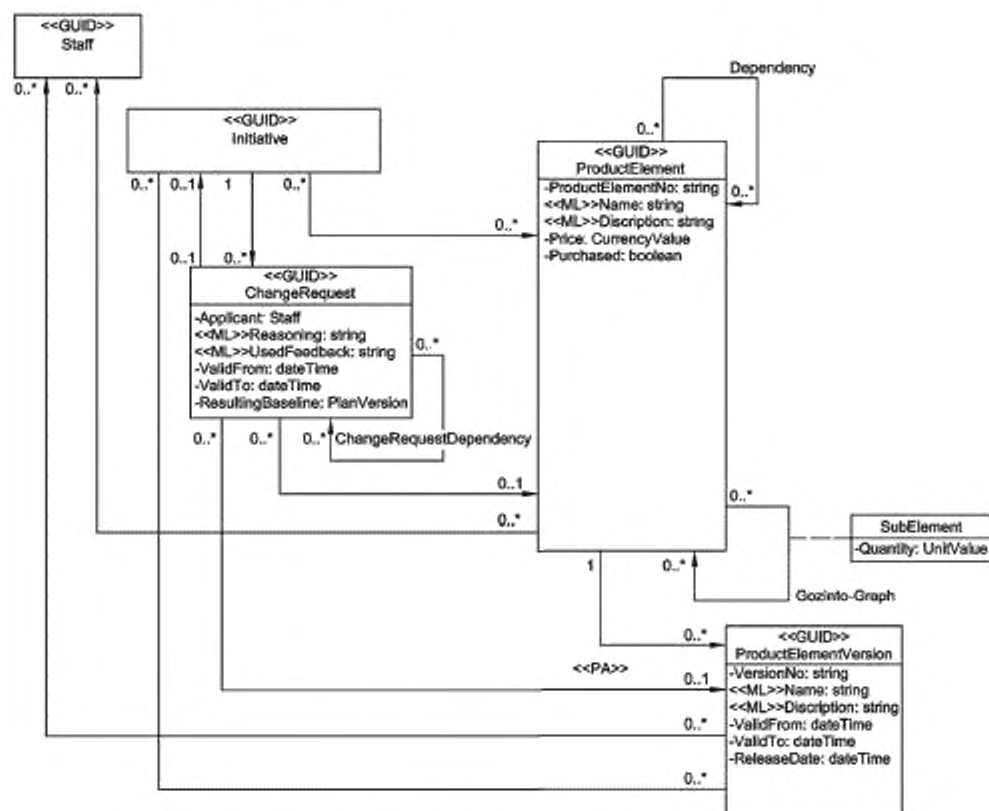 <<GUID>>
Staff
0..*
0..*
<<GUID>>
Initiative
0..*
0..1
1
0..*
Dependency
0..*
<<GUID>>
ProductElement
-ProductElementNo: string
<<ML>>Name: string
<<ML>>Discription: string
-Price: CurrencyValue
-Purchased: boolean
0..*
0..*
0..1
0..*
<<GUID>>
ChangeRequest
-Applicant: Staff
<<ML>>Reasoning: string
<<ML>>UsedFeedback: string
-ValidFrom: dateTime
-ValidTo: dateTime
-ResultingBaseline: PlanVersion
0..*
0..*
0..*
0..*
ChangeRequestDependency
0..1
0..*
0..*
SubElement
-Quantity: UnitValue
1
0..*
Gozinto-Graph
0..*
<<GUID>>
ProductElementVersion
-VersionNo: string
<<ML>>Name: string
<<ML>>Discription: string
-ValidFrom: dateTime
-ValidTo: dateTime
-ReleaseDate: dateTime
<<PA>>
0..1
0..*
0..*